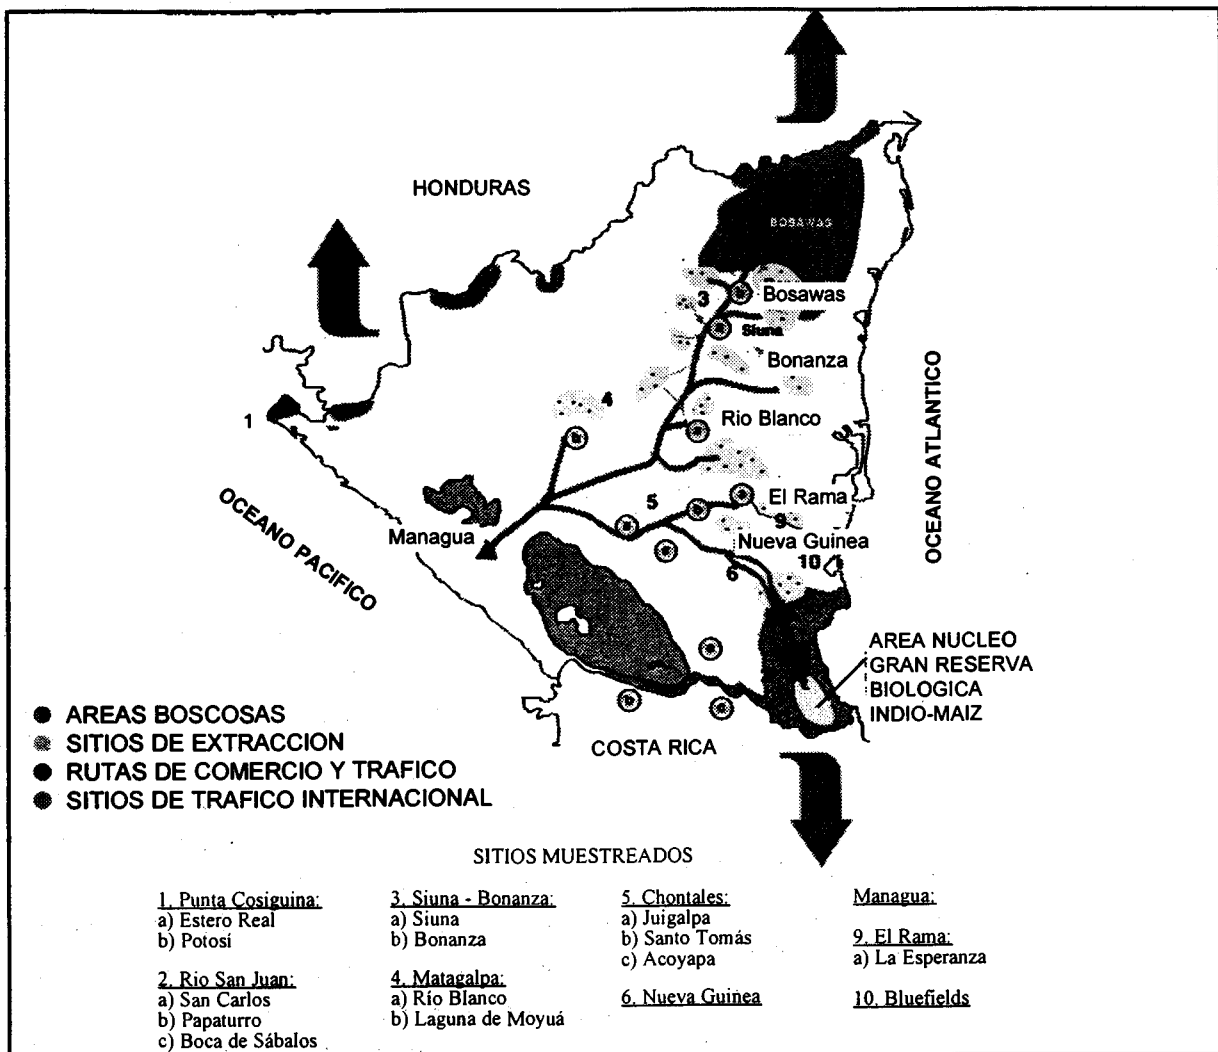 HONDURAS
BOSAWAS
3
Bosawas
Siuna
Bonanza
4
1
Rio Blanco
OCEANO ATLANTICO
El Rama
5
9
OCEANO PACIFICO
Managua
Nueva Guinea
10
6
AREA NUCLEO
GRAN RESERVA
BIOLOGICA
INDIO-MAIZ
COSTA RICA
AREAS BOSCOSAS
SITIOS DE EXTRACCION
RUTAS DE COMERCIO Y TRAFICO
SITIOS DE TRAFICO INTERNACIONAL
SITIOS MUESTREADOS
1. Punta Cosiguina:
a) Estero Real
b) Potosí
2. Rio San Juan:
a) San Carlos
b) Papaturro
c) Boca de Sábalos
3. Siuna - Bonanza:
a) Siuna
b) Bonanza
4. Matagalpa:
a) Río Blanco
b) Laguna de Moyuá
5. Chontales:
a) Juigalpa
b) Santo Tomás
c) Acoyapa
6. Nueva Guinea
Managua:
9. El Rama:
a) La Esperanza
10. Bluefields